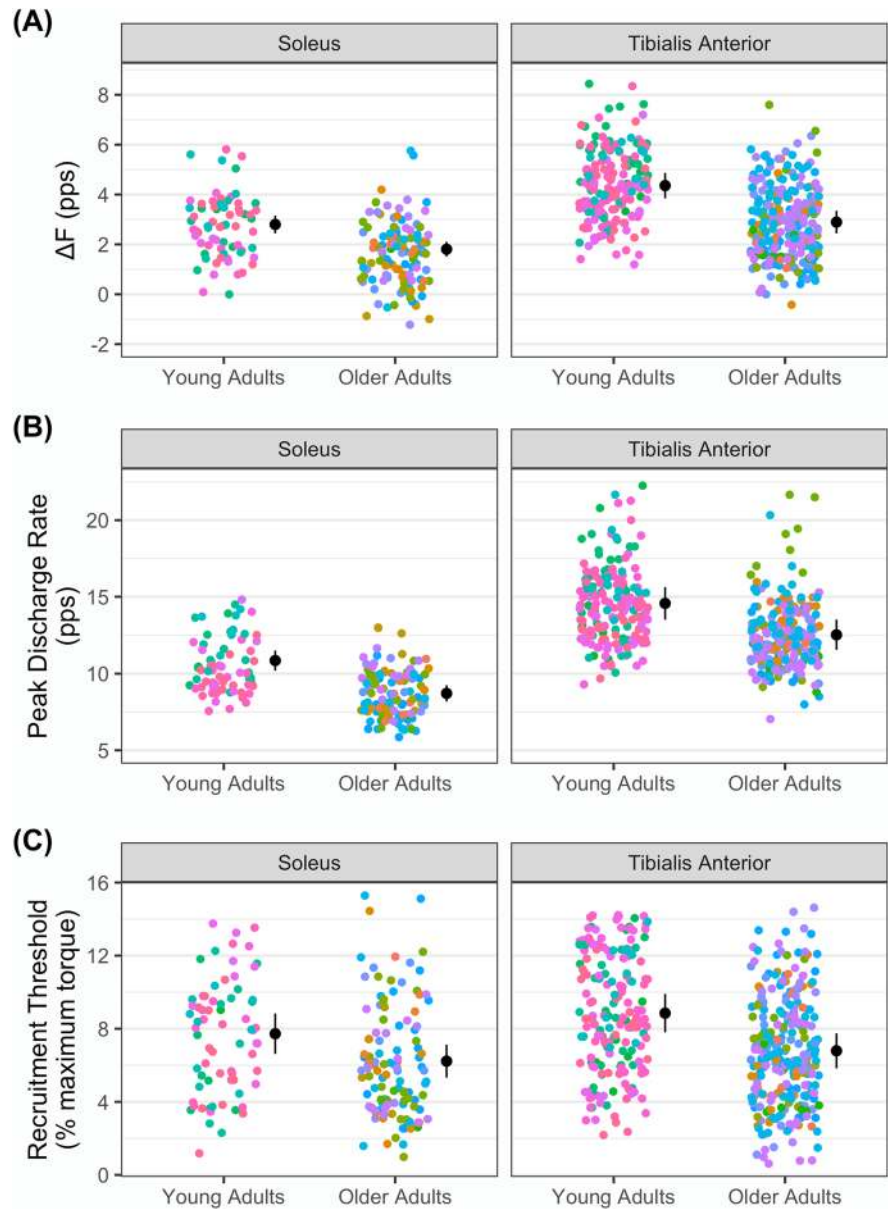 (A)
Soleus
Tibialis Anterior
ΔF (pps)
8
6
4
2
0
-2
Young Adults
Older Adults
Young Adults
Older Adults
(B)
Soleus
Tibialis Anterior
Peak Discharge Rate
(pps)
20
15
10
5
Young Adults
Older Adults
Young Adults
Older Adults
(C)
Soleus
Tibialis Anterior
Recruitment Threshold
(% maximum torque)
16
12
8
4
0
Young Adults
Older Adults
Young Adults
Older Adults